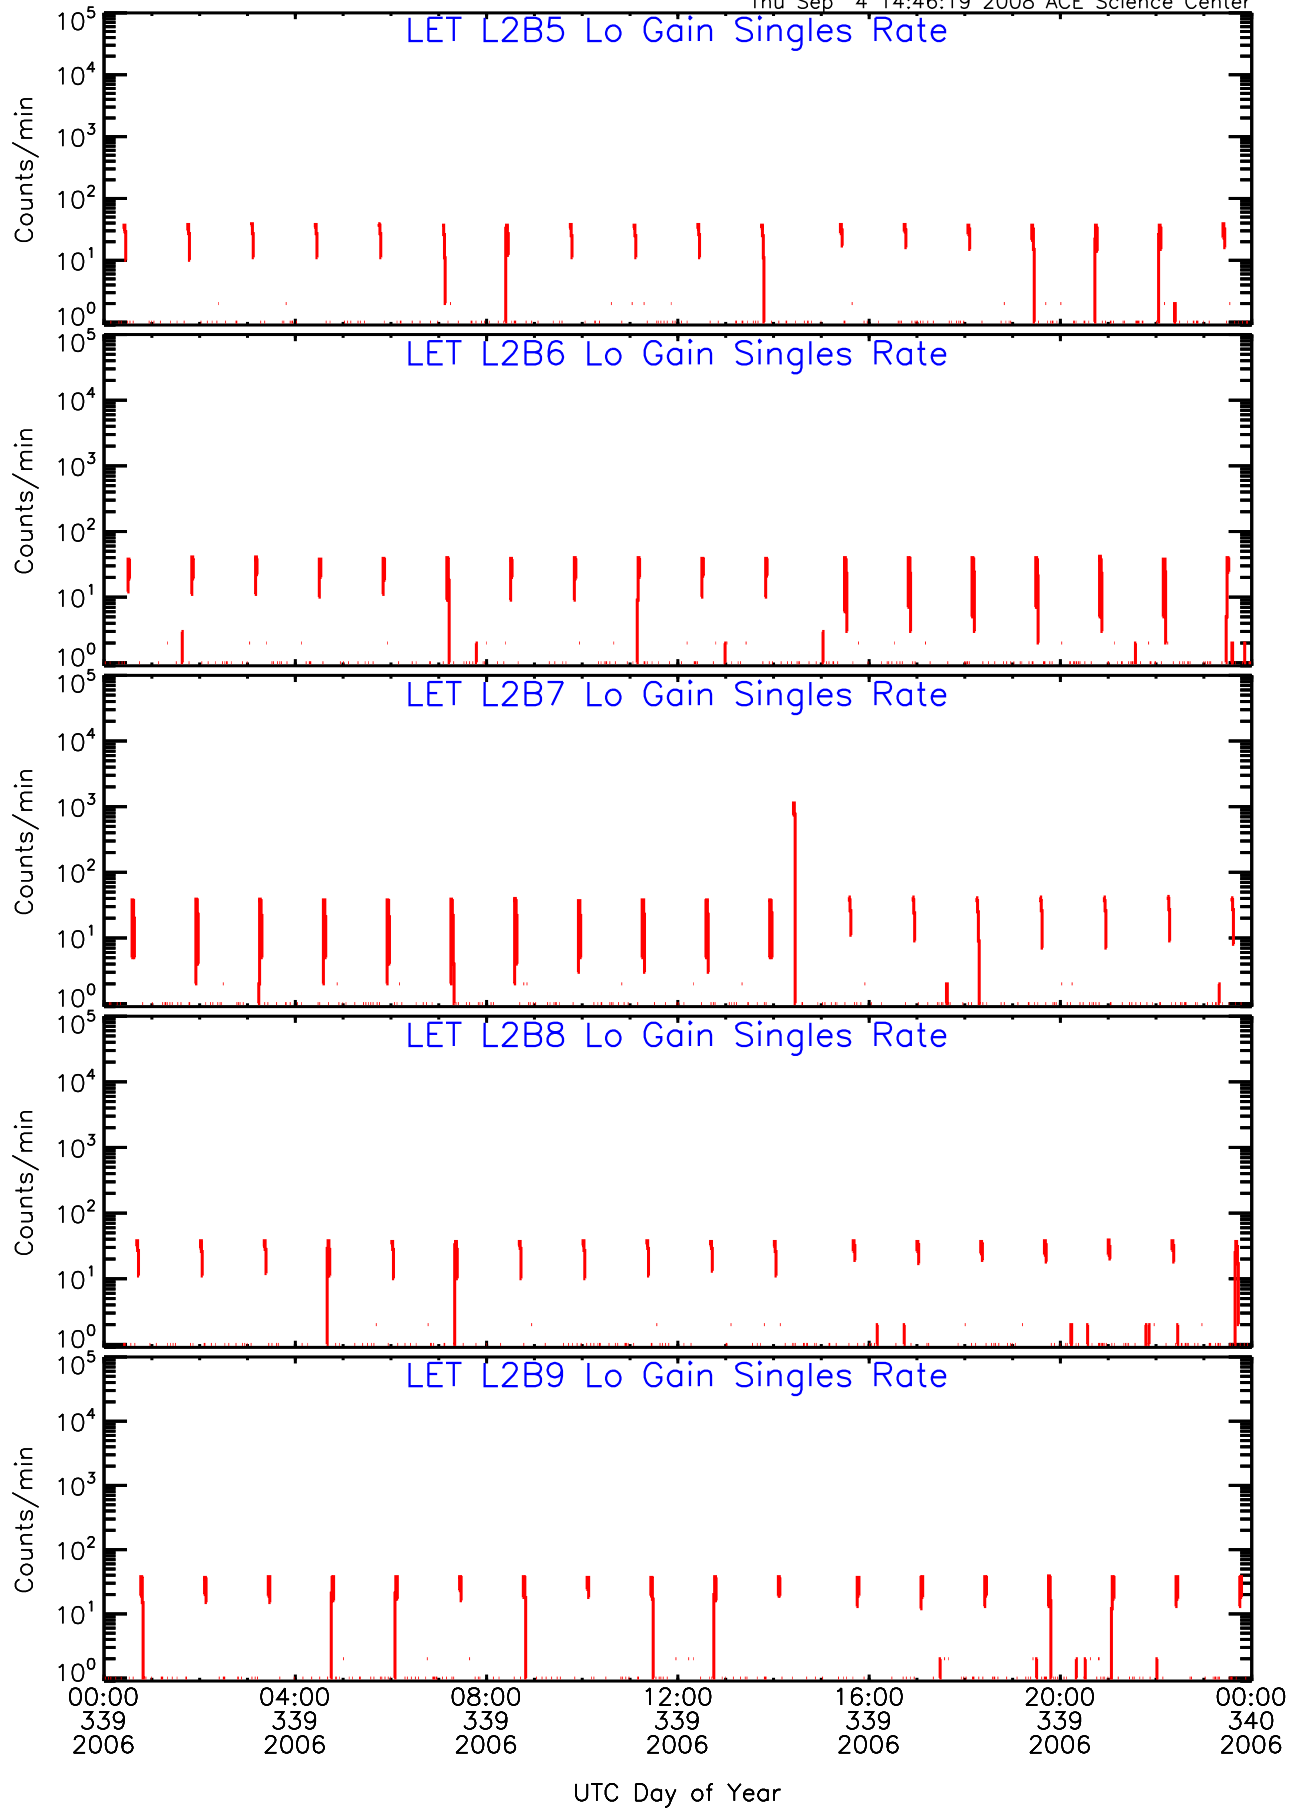 Thu Sep 4 14:46:19 2008 ACE Science Center
LET L2B5 Lo Gain Singles Rate
10^5
10^4
10^3
10^2
10^1
10^0
Counts/min
LET L2B6 Lo Gain Singles Rate
10^5
10^4
10^3
10^2
10^1
10^0
Counts/min
LET L2B7 Lo Gain Singles Rate
10^5
10^4
10^3
10^2
10^1
10^0
Counts/min
LET L2B8 Lo Gain Singles Rate
10^5
10^4
10^3
10^2
10^1
10^0
Counts/min
LET L2B9 Lo Gain Singles Rate
10^5
10^4
10^3
10^2
10^1
10^0
Counts/min
00:00 04:00 08:00 12:00 16:00 20:00 00:00
339 339 339 339 339 339 340
2006 2006 2006 2006 2006 2006 2006
UTC Day of Year